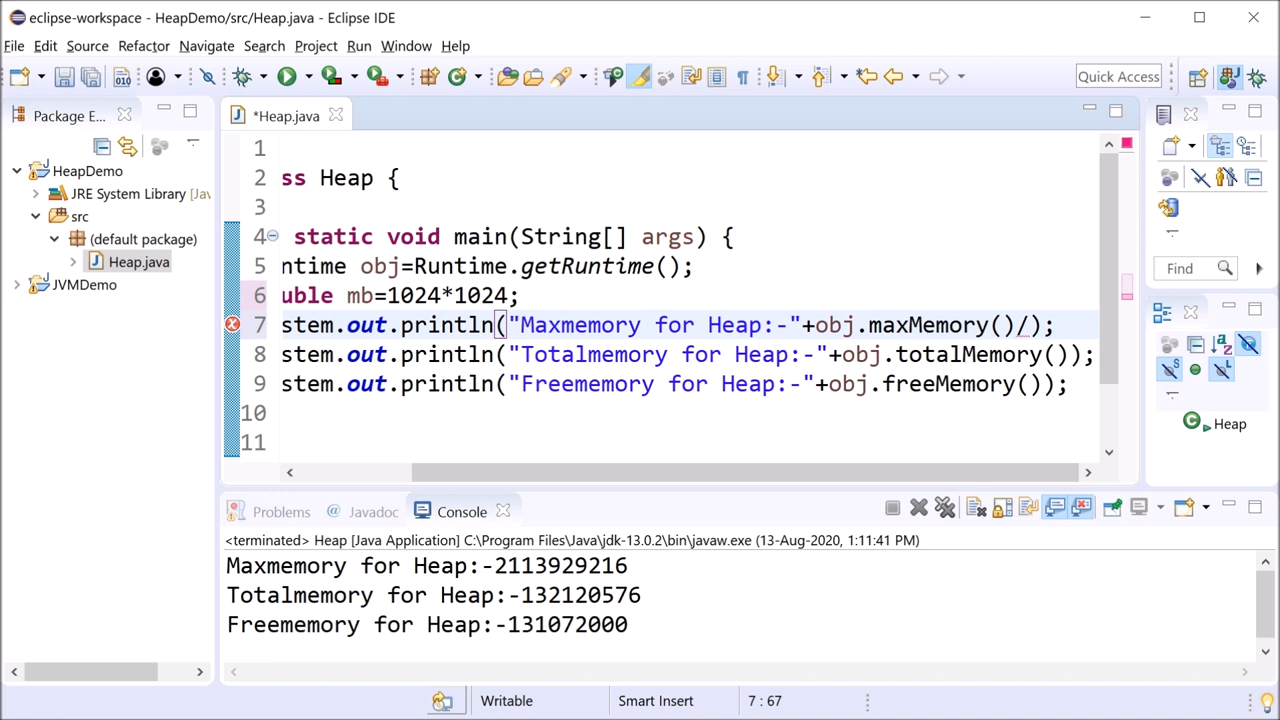 eclipse-workspace - HeapDemo/src/Heap.java - Eclipse IDE
File Edit Source Refactor Navigate Search Project Run Window Help
Quick Access
Package E...
*Heap.java
HeapDemo
JRE System Library [Jav
src
(default package)
Heap.java
JVMDemo
1
2 ss Heap {
3
4 static void main(String[] args) {
5 ntime obj=Runtime.getRuntime();
6 uble mb=1024*1024;
7 stem.out.println("Maxmemory for Heap:-"+obj.maxMemory()/);
8 stem.out.println("Totalmemory for Heap:-"+obj.totalMemory());
9 stem.out.println("Freememory for Heap:-"+obj.freeMemory());
10
11
Find
Heap
Problems @ oc Console
<terminated> Heap [Java Application] C:\Program Files\Java\jdk-13.0.2\bin\javaw.exe (13-Aug-2020, 1:11:41 PM)
Maxmemory for Heap:-2113929216
Totalmemory for Heap:-132120576
Freememory for Heap:-131072000
Writable Smart Insert 7 : 67